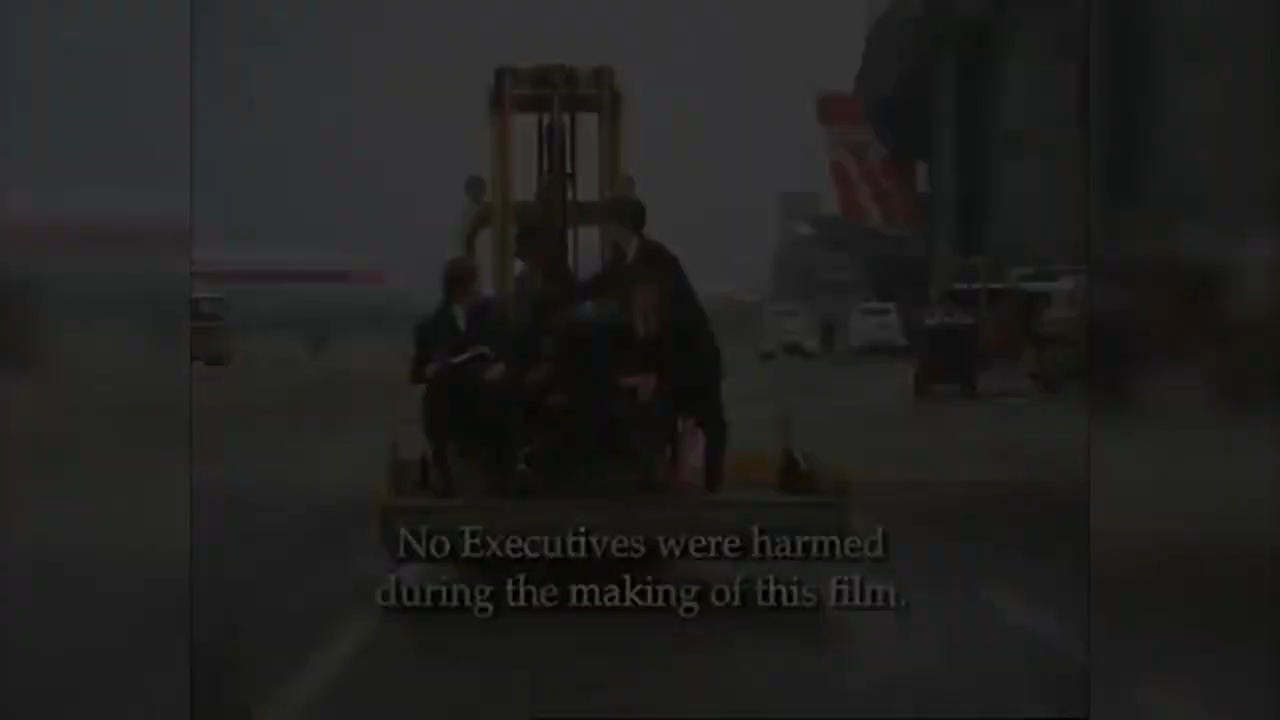 No Executives were harmed
during the making of this film.